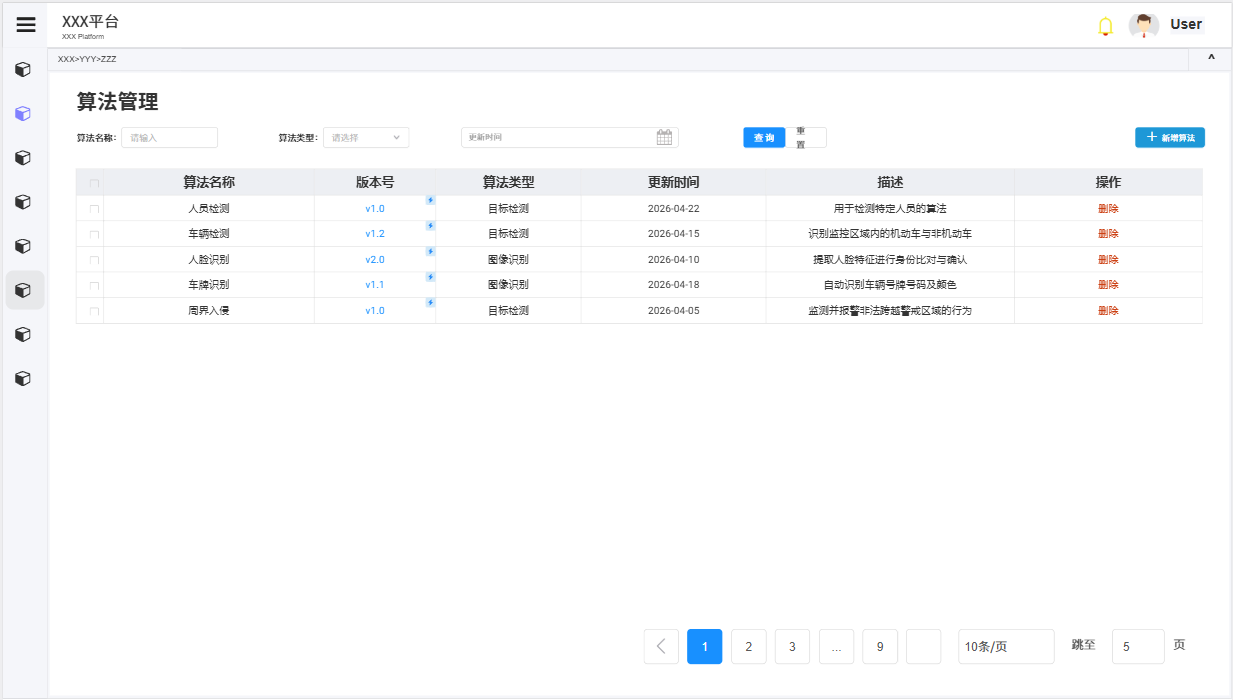 XXX平台
XXX Platform
User
XXX>YYY>ZZZ
^
算法管理
算法名称: 请输入 算法类型: 请选择 更新时间 查询 重置 + 新增算法
算法名称 版本号 算法类型 更新时间 描述 操作
人员检测 v1.0 目标检测 2026-04-22 用于检测特定人员的算法 删除
车辆检测 v1.2 目标检测 2026-04-15 识别监控区域内的机动车与非机动车 删除
人脸识别 v2.0 图像识别 2026-04-10 提取人脸特征进行身份比对与确认 删除
车牌识别 v1.1 图像识别 2026-04-18 自动识别车辆号牌号码及颜色 删除
周界入侵 v1.0 目标检测 2026-04-05 监测并报警非法跨越警戒区域的行为 删除
1 2 3 ... 9 10条/页 跳至 5 页